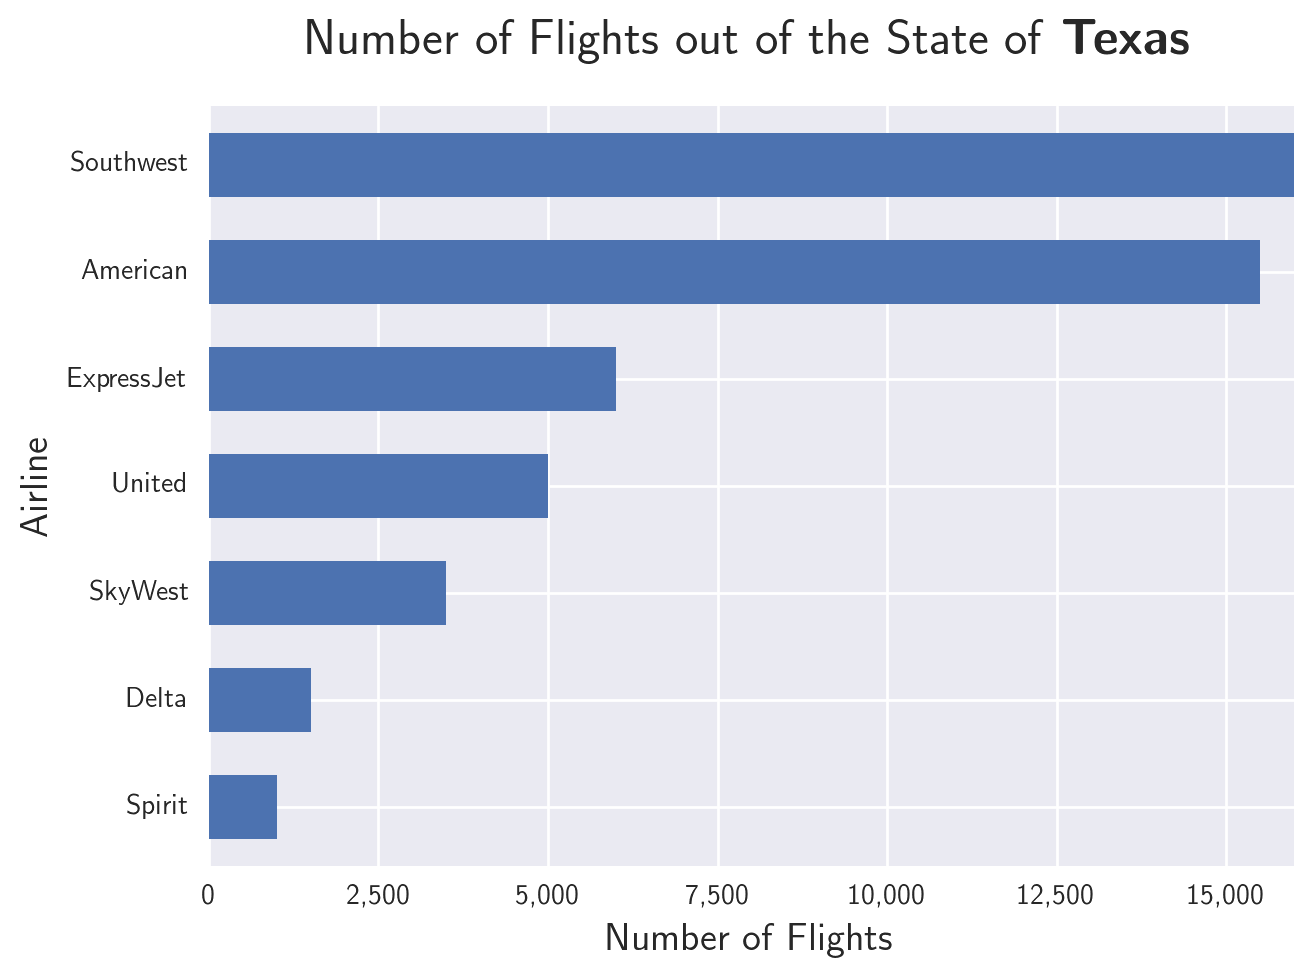 Number of Flights out of the State of Texas
Southwest
American
ExpressJet
United
SkyWest
Delta
Spirit
Airline
0 2,500 5,000 7,500 10,000 12,500 15,000
Number of Flights